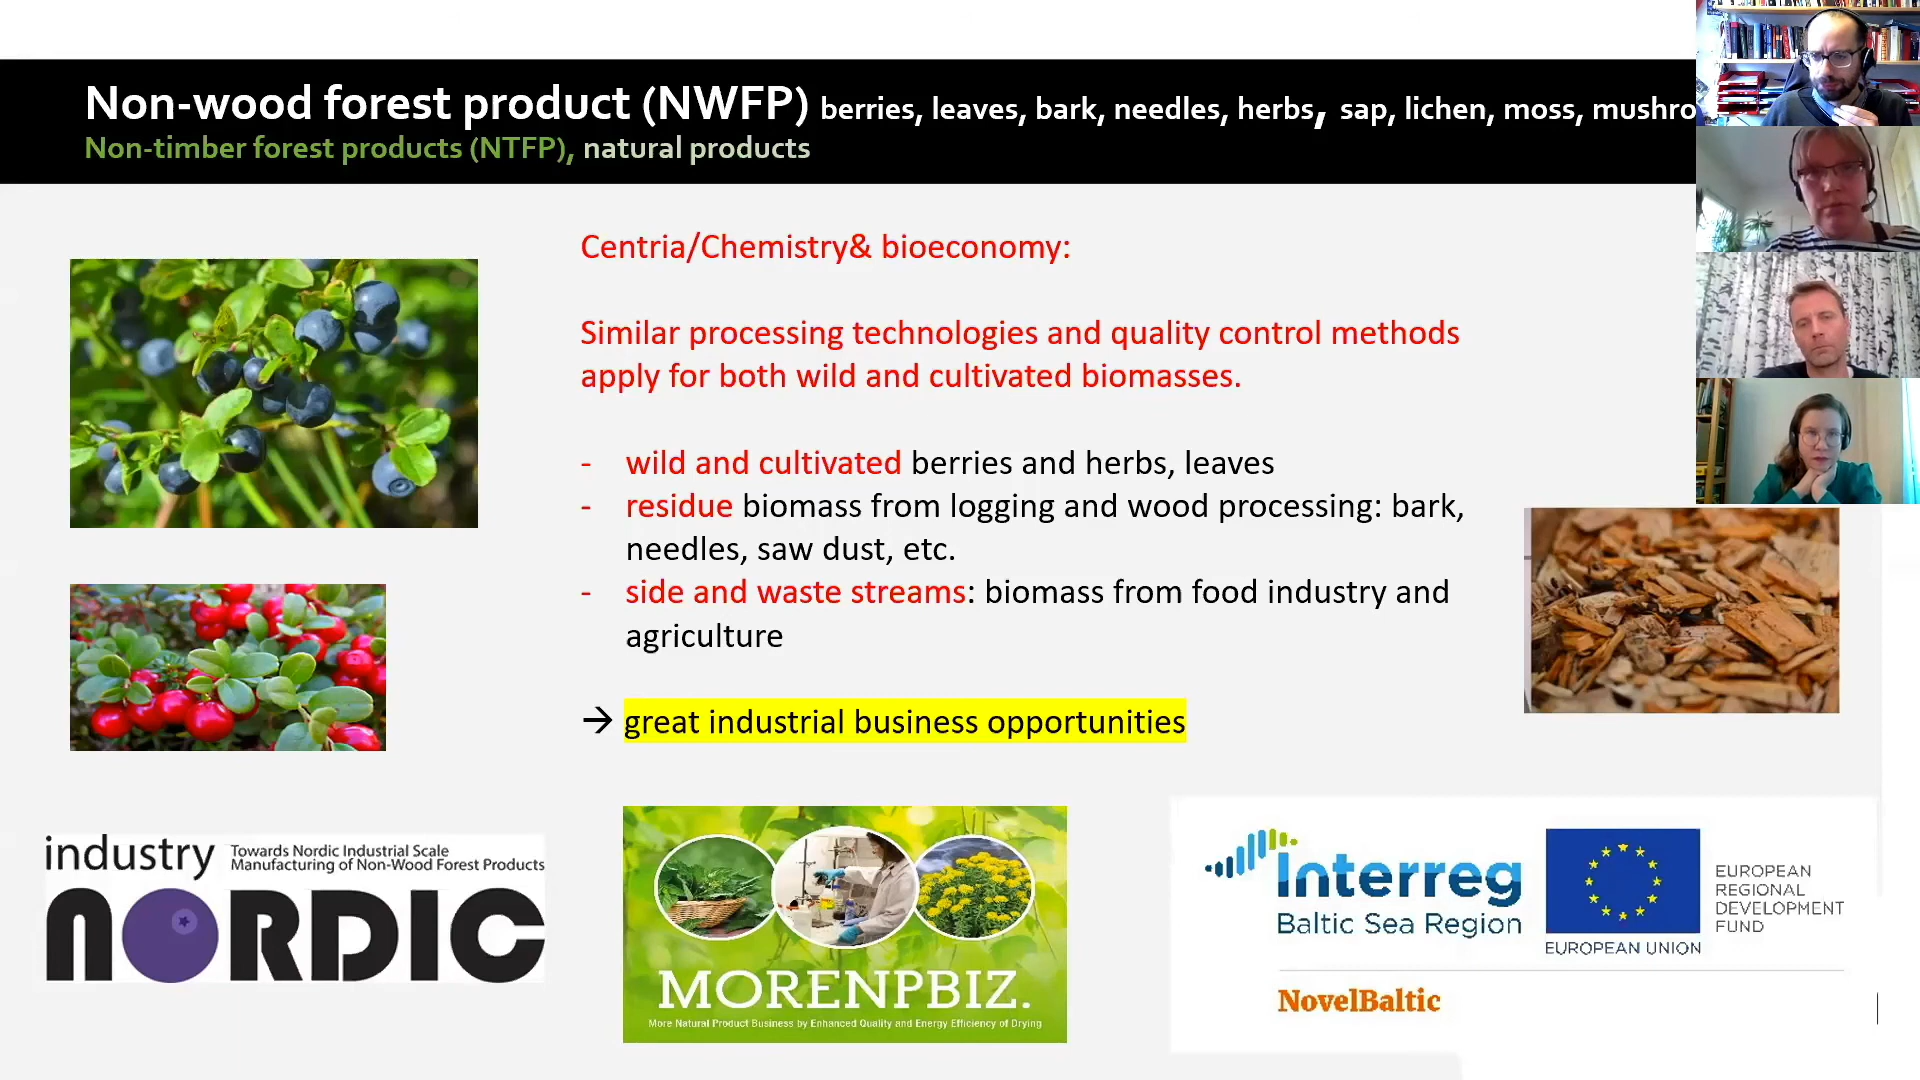 Non-wood forest product (NWFP) berries, leaves, bark, needles, herbs, sap, lichen, moss, mushro
Non-timber forest products (NTFP), natural products
Centria/Chemistry& bioeconomy:
Similar processing technologies and quality control methods
apply for both wild and cultivated biomasses.
- wild and cultivated berries and herbs, leaves
- residue biomass from logging and wood processing: bark,
needles, saw dust, etc.
- side and waste streams: biomass from food industry and
agriculture
→ great industrial business opportunities
industry Towards Nordic Industrial Scale
Manufacturing of Non-Wood Forest Products
NORDIC
MORENPBIZ.
More Natural Product Business by Enhanced Quality and Energy Efficiency of Drying
Interreg
Baltic Sea Region
EUROPEAN UNION
EUROPEAN
REGIONAL
DEVELOPMENT
FUND
NovelBaltic